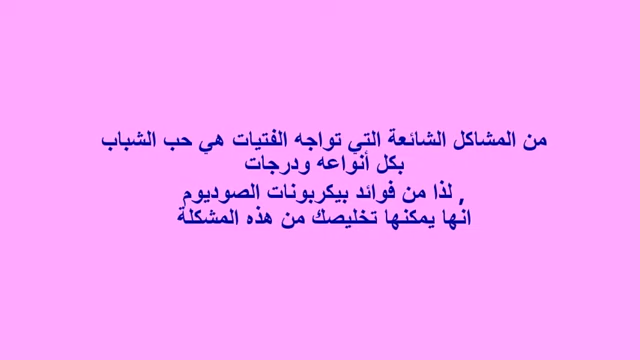 من المشاكل الشائعة التي تواجه الفتيات هي حب الشباب
بكل أنواعه ودرجات
, لذا من فوائد بيكربونات الصوديوم
انها يمكنها تخليصك من هذه المشكلة